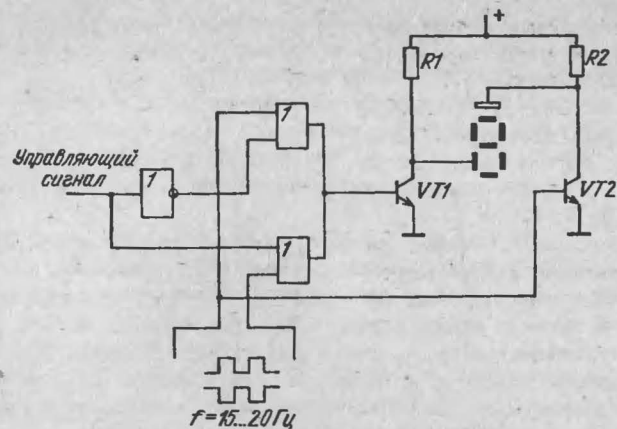 +
R1
R2
1
Управляющий
сигнал
1
VT1
VT2
1
f=15...20Гц